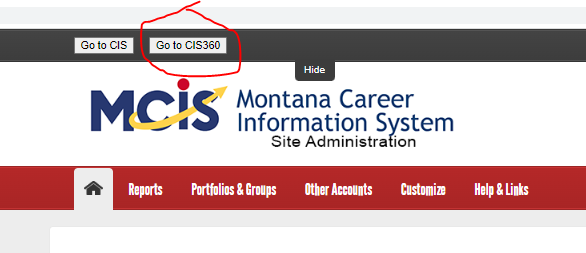 Go to CIS Go to CIS360
Hide
MCIS Montana Career
Information System
Site Administration
Reports Portfolios & Groups Other Accounts Customize Help & Links